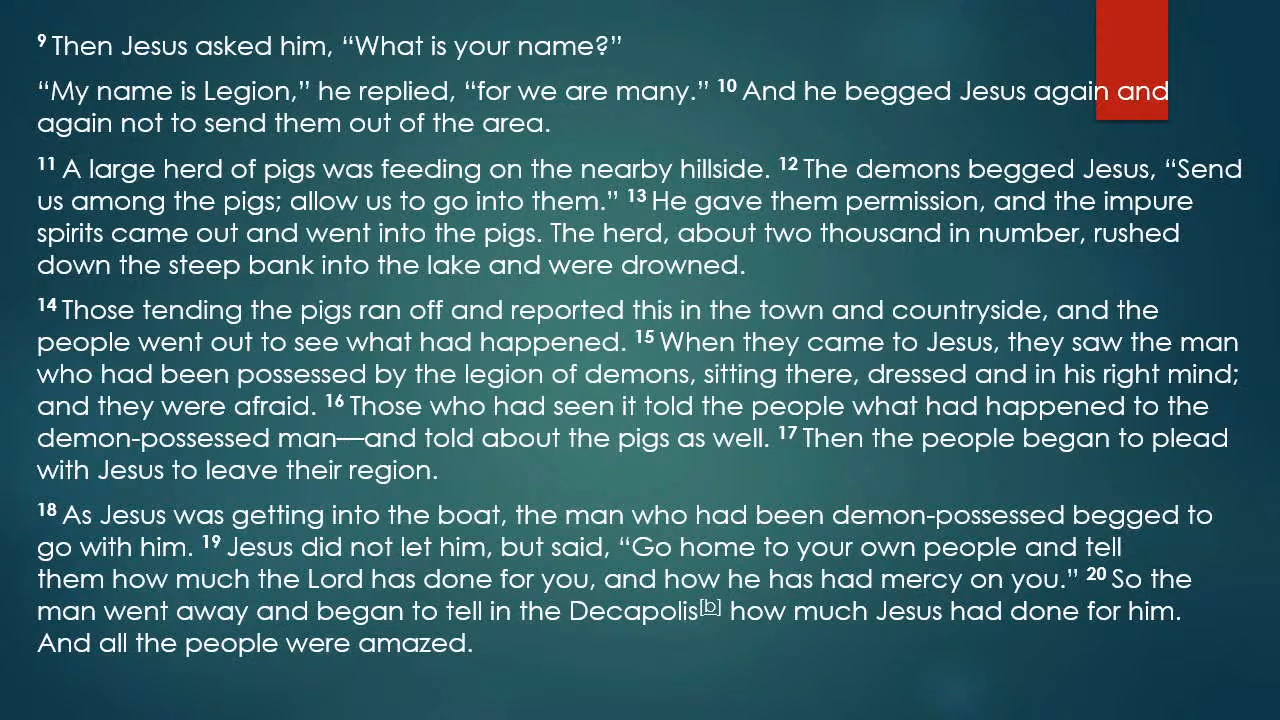 9 Then Jesus asked him, “What is your name?”
“My name is Legion,” he replied, “for we are many.” 10 And he begged Jesus again and
again not to send them out of the area.
11 A large herd of pigs was feeding on the nearby hillside. 12 The demons begged Jesus, “Send
us among the pigs; allow us to go into them.” 13 He gave them permission, and the impure
spirits came out and went into the pigs. The herd, about two thousand in number, rushed
down the steep bank into the lake and were drowned.
14 Those tending the pigs ran off and reported this in the town and countryside, and the
people went out to see what had happened. 15 When they came to Jesus, they saw the man
who had been possessed by the legion of demons, sitting there, dressed and in his right mind;
and they were afraid. 16 Those who had seen it told the people what had happened to the
demon-possessed man—and told about the pigs as well. 17 Then the people began to plead
with Jesus to leave their region.
18 As Jesus was getting into the boat, the man who had been demon-possessed begged to
go with him. 19 Jesus did not let him, but said, “Go home to your own people and tell
them how much the Lord has done for you, and how he has had mercy on you.” 20 So the
man went away and began to tell in the Decapolis[b] how much Jesus had done for him.
And all the people were amazed.